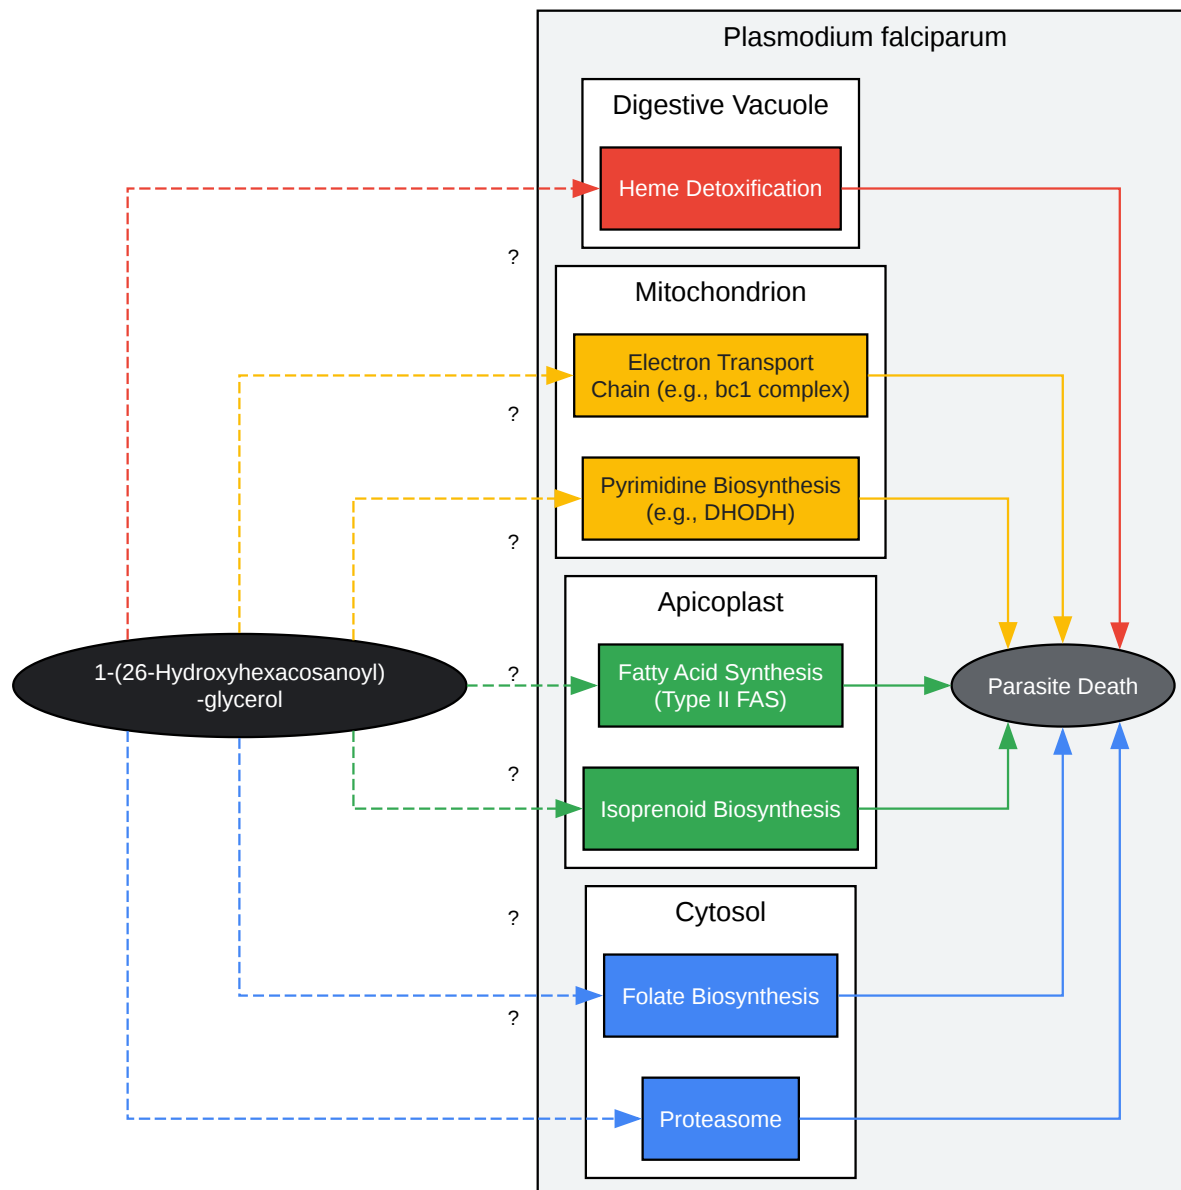 Plasmodium falciparum
Digestive Vacuole
Heme Detoxification
?
Mitochondrion
Electron Transport
Chain (e.g., bc1 complex)
?
Pyrimidine Biosynthesis
(e.g., DHODH)
?
Apicoplast
1-(26-Hydroxyhexacosanoyl)
-glycerol
?
Fatty Acid Synthesis
(Type II FAS)
Parasite Death
?
Isoprenoid Biosynthesis
Cytosol
?
Folate Biosynthesis
?
Proteasome